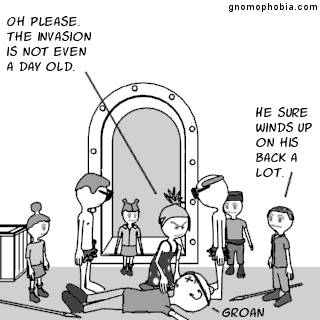 gnomophobia.com
OH PLEASE.
THE INVASION
IS NOT EVEN
A DAY OLD.
HE SURE
WINDS UP
ON HIS
BACK A
LOT.
GROAN